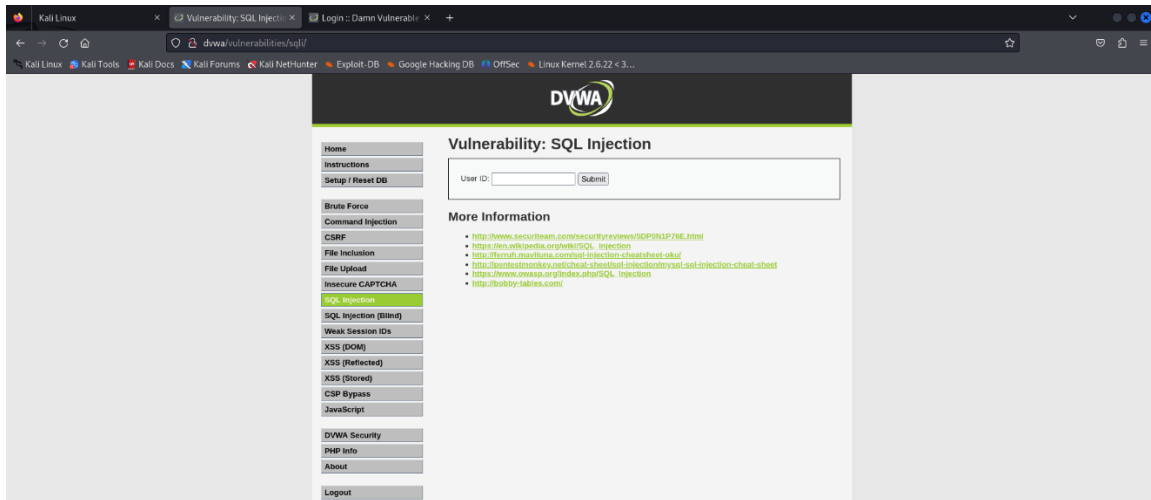 Kali Linux
Vulnerability: SQL Injectio
Login :: Damn Vulnerable
dvwa/vulnerabilities/sqli/
Kali Linux Kali Tools Kali Docs Kali Forums Kali NetHunter Exploit-DB Google Hacking DB OffSec Linux Kernel 2.6.22 < 3...
DVWA
Home
Instructions
Setup / Reset DB
Brute Force
Command Injection
CSRF
File Inclusion
File Upload
Insecure CAPTCHA
SQL Injection
SQL Injection (Blind)
Weak Session IDs
XSS (DOM)
XSS (Reflected)
XSS (Stored)
CSP Bypass
JavaScript
DVWA Security
PHP Info
About
Logout
Vulnerability: SQL Injection
User ID: Submit
More Information
http://www.securiteam.com/securityreviews/5DP0N1P76E.html
https://en.wikipedia.org/wiki/SQL_injection
http://ferruh.mavituna.com/sql-injection-cheatsheet-oku/
http://pentestmonkey.net/cheat-sheet/sql-injection/mysql-sql-injection-cheat-sheet
https://www.owasp.org/index.php/SQL_Injection
http://bobby-tables.com/